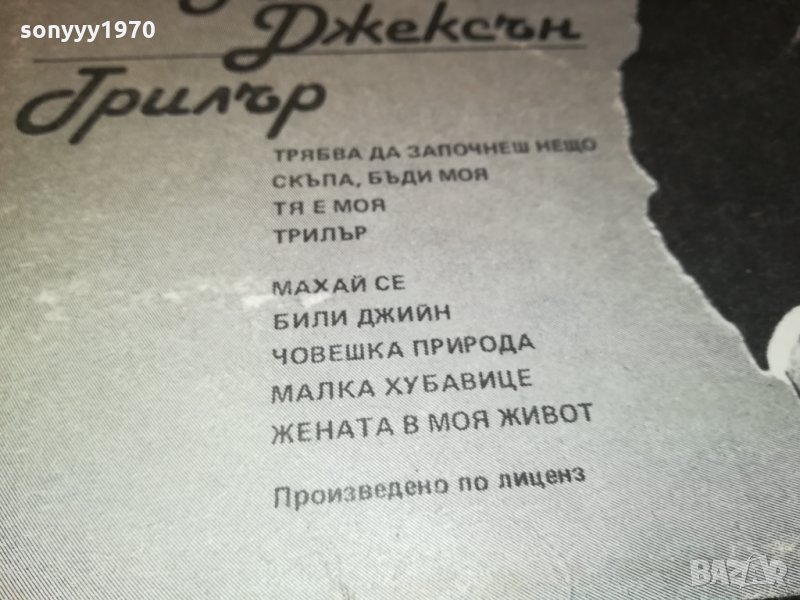 sonyyy1970
Джексън
Трилър
ТРЯБВА ДА ЗАПОЧНЕШ НЕЩО
СКЪПА, БЪДИ МОЯ
ТЯ Е МОЯ
ТРИЛЪР
МАХАЙ СЕ
БИЛИ ДЖИЙН
ЧОВЕШКА ПРИРОДА
МАЛКА ХУБАВИЦЕ
ЖЕНАТА В МОЯ ЖИВОТ
Произведено по лиценз
BAZAR